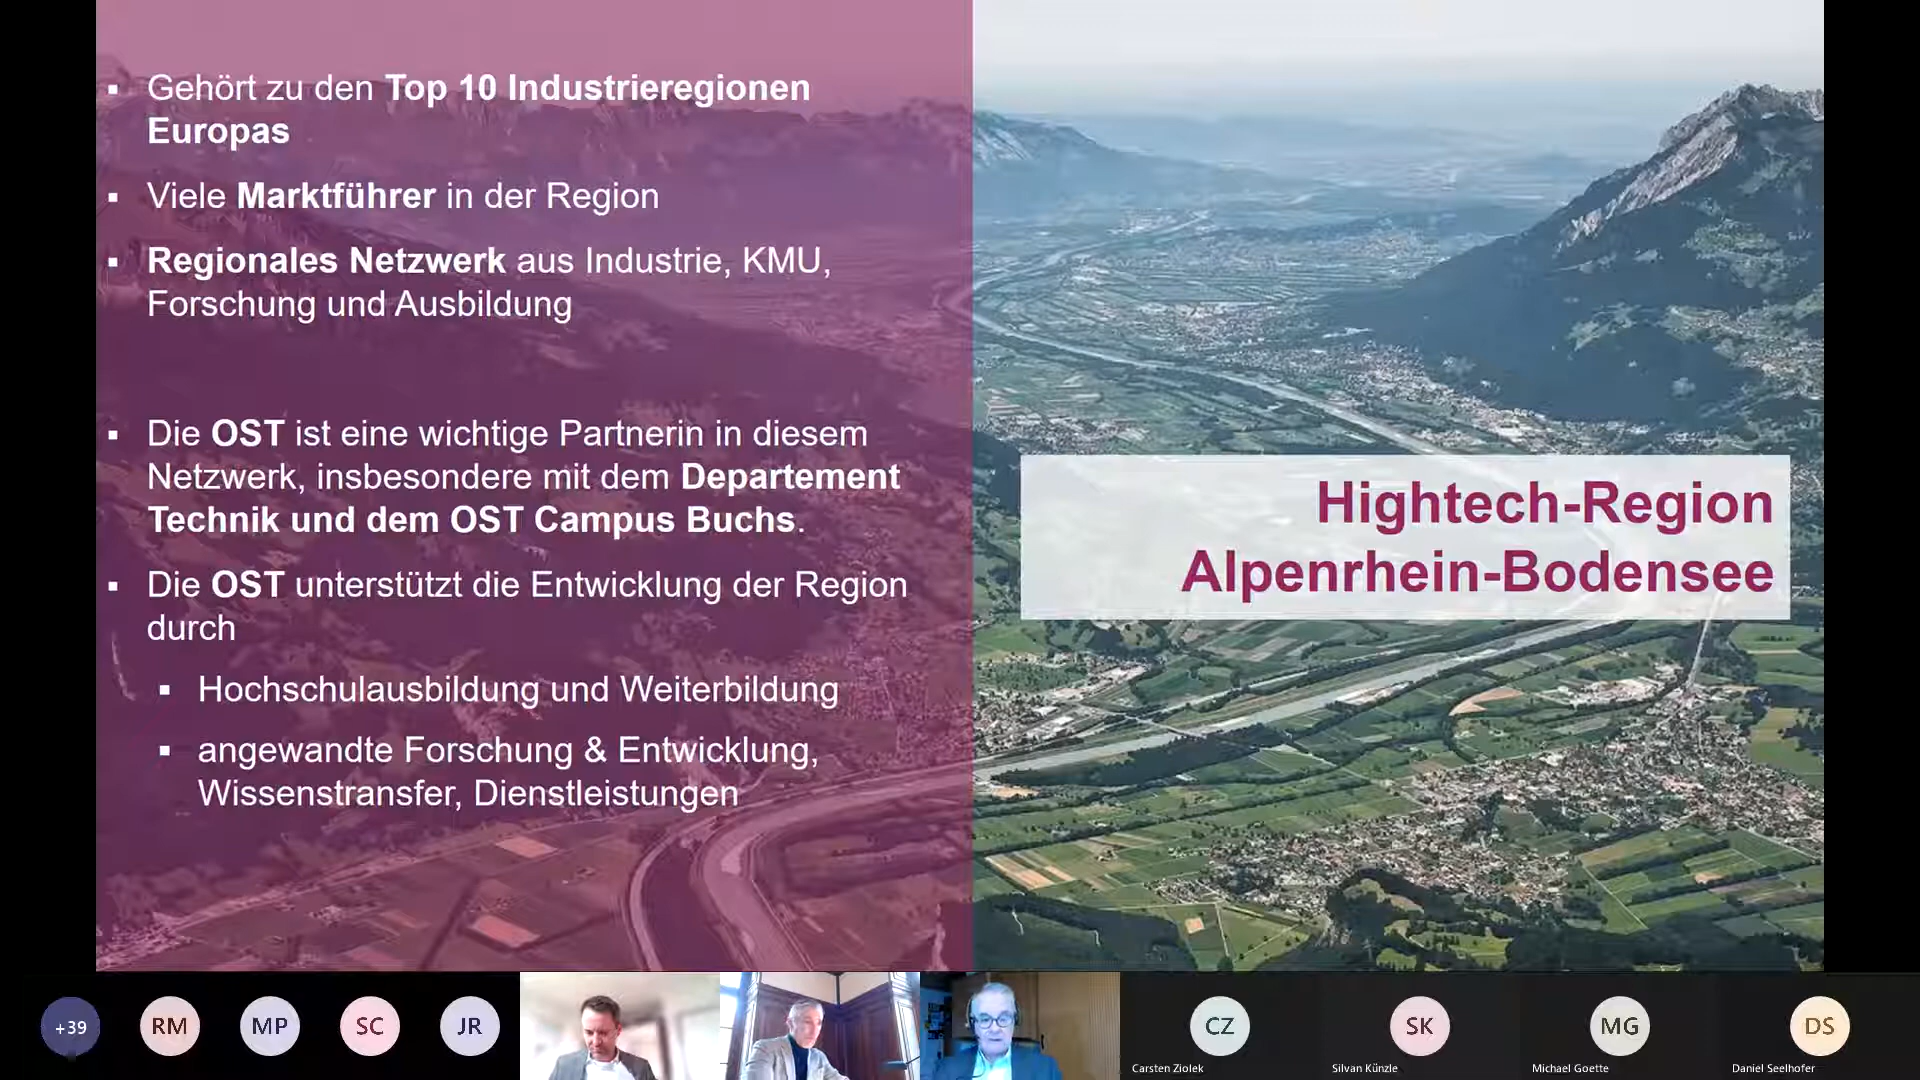 Gehört zu den Top 10 Industrieregionen
Europas
Viele Marktführer in der Region
Regionales Netzwerk aus Industrie, KMU,
Forschung und Ausbildung
Die OST ist eine wichtige Partnerin in diesem
Netzwerk, insbesondere mit dem Departement
Technik und dem OST Campus Buchs.
Die OST unterstützt die Entwicklung der Region
durch
Hochschulausbildung und Weiterbildung
angewandte Forschung & Entwicklung,
Wissenstransfer, Dienstleistungen
Hightech-Region
Alpenrhein-Bodensee
+39
RM
MP
SC
JR
CZ
Carsten Ziolek
SK
Silvan Künzle
MG
Michael Goette
DS
Daniel Seelhofer